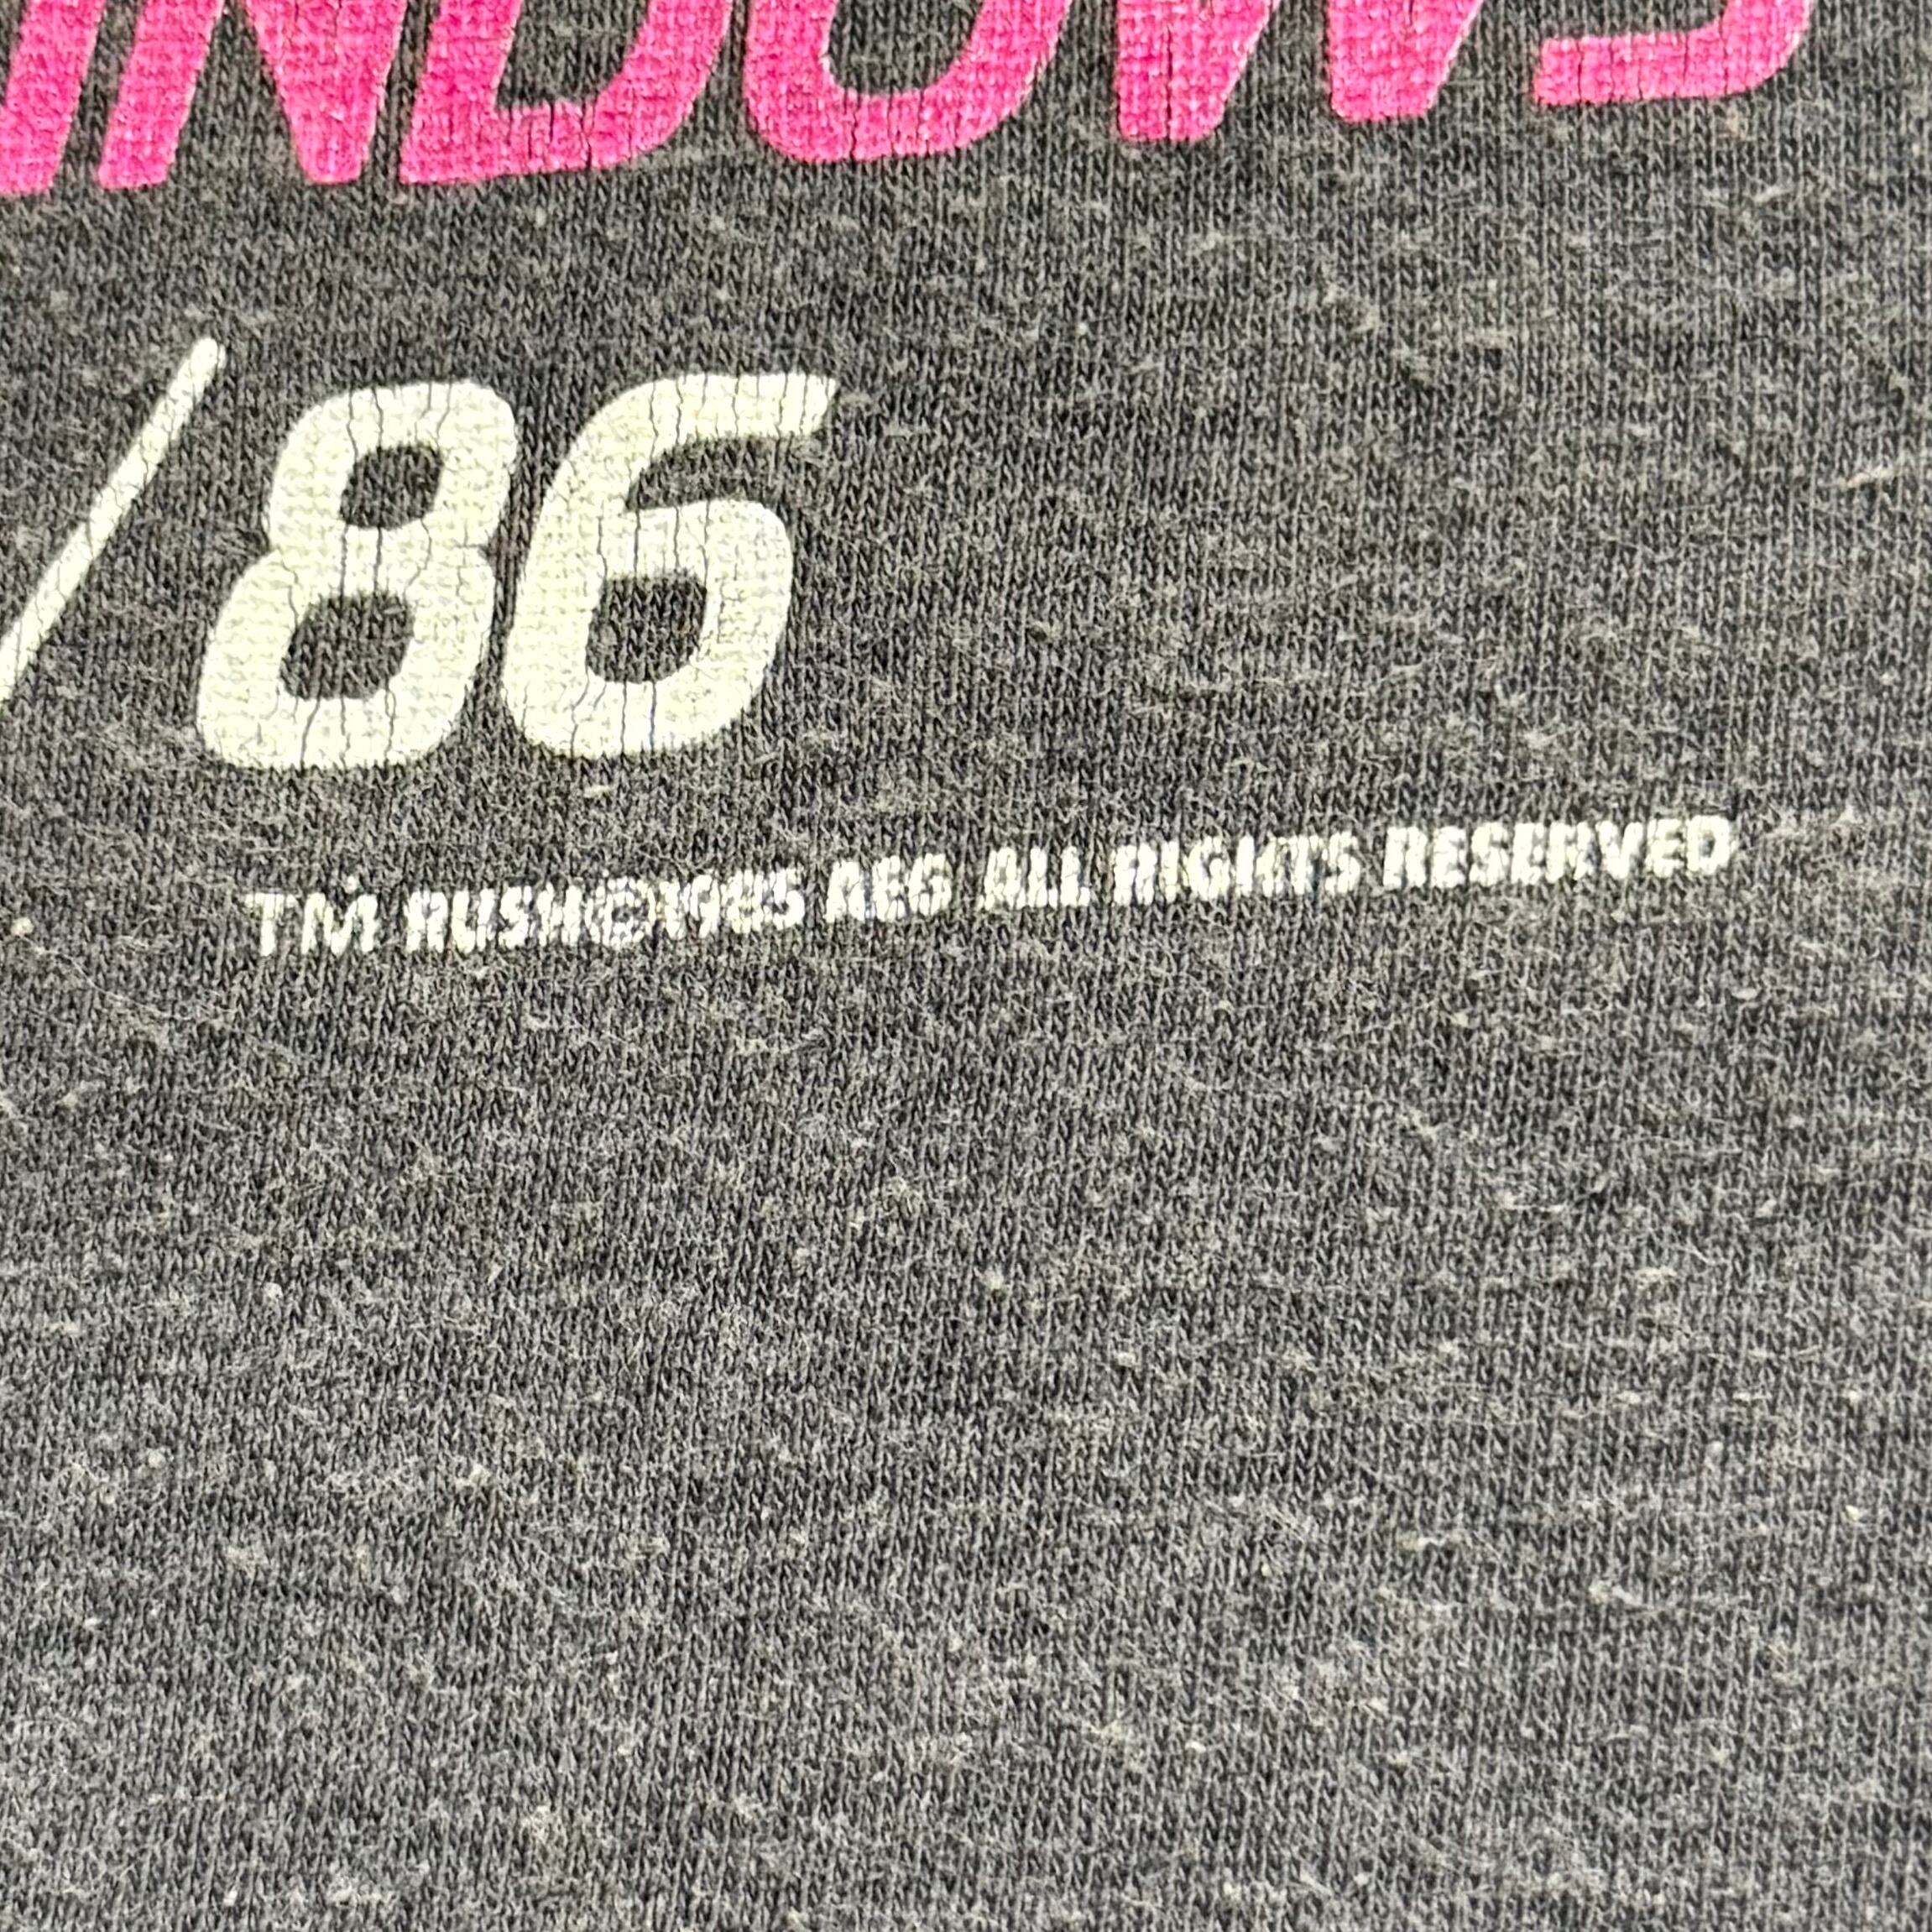 INDOWS
/86
TM RUSH©1985 AEG ALL RIGHTS RESERVED